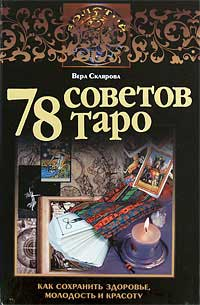 Вера Склярова
78 советов
таро
как сохранить здоровье,
молодость и красоту